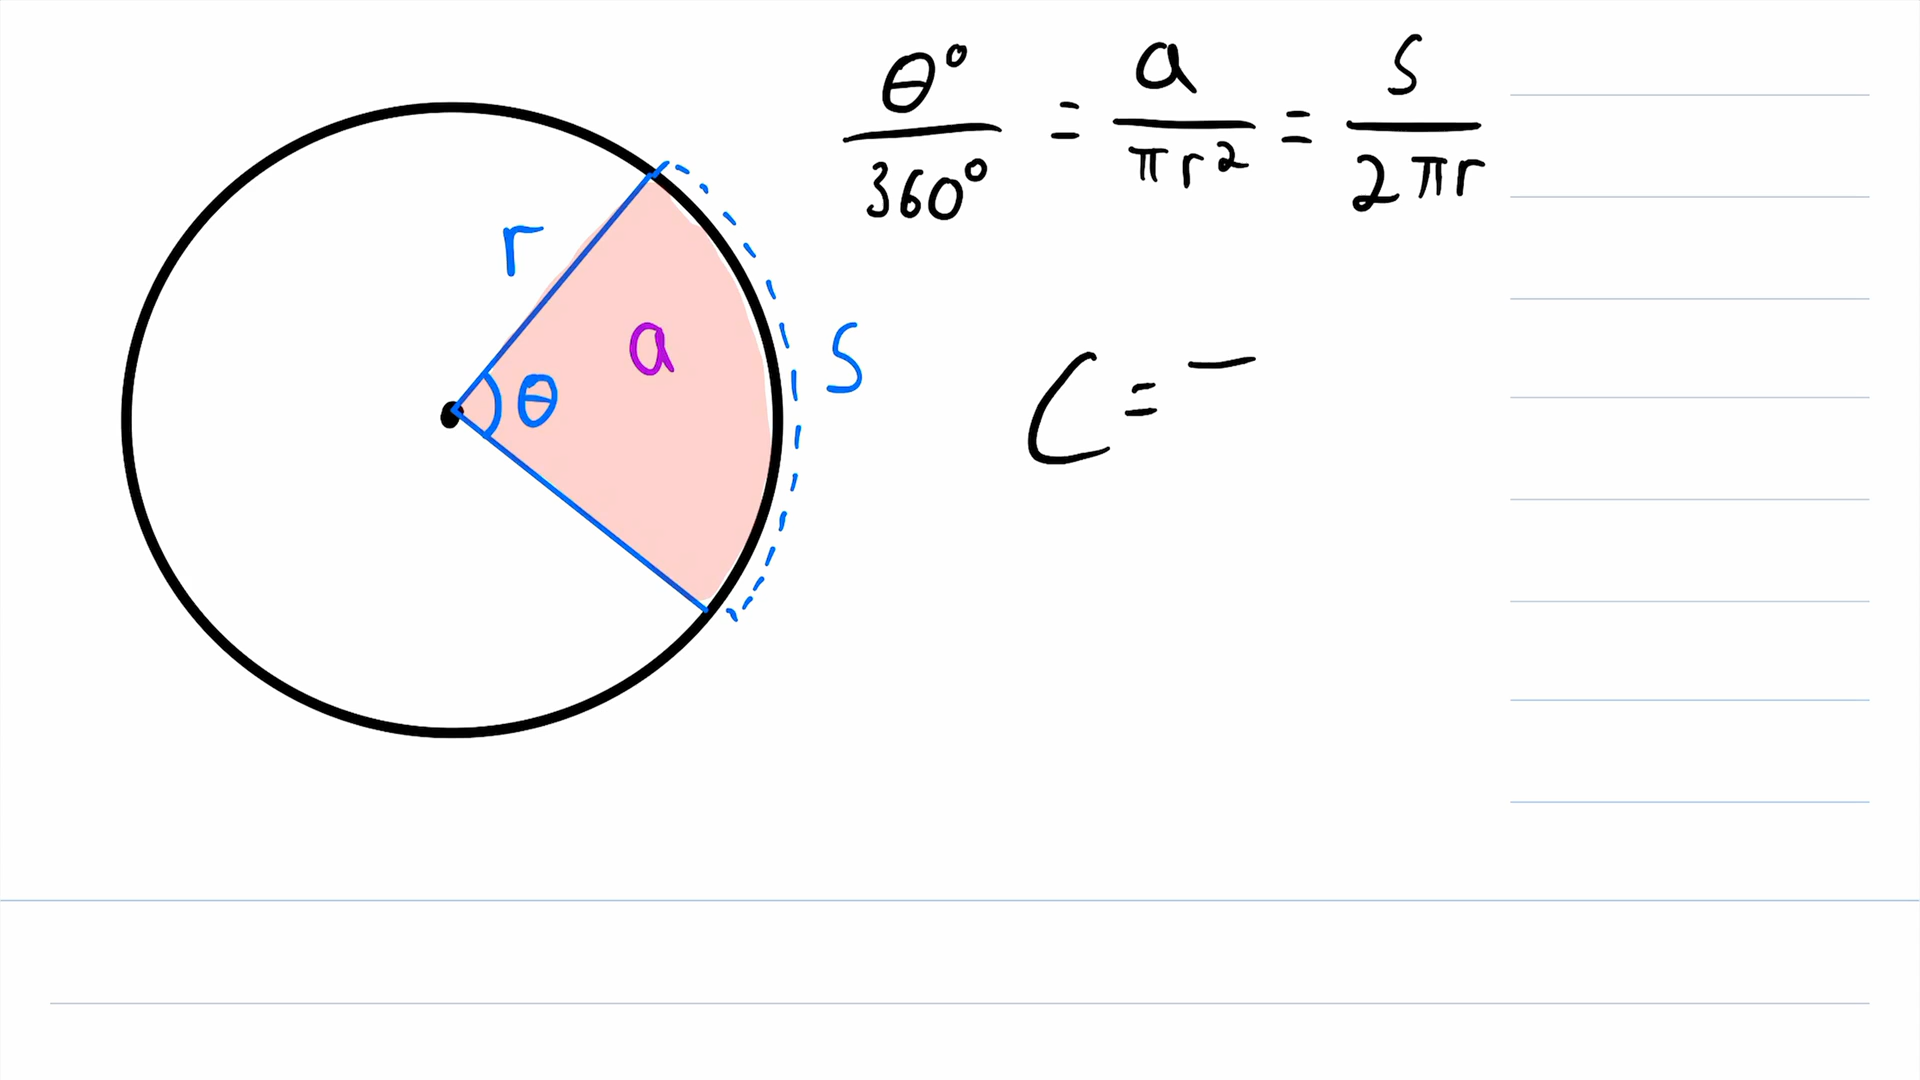 θ° / 360° = a / πr² = s / 2πr
r
a
θ
s
C = —